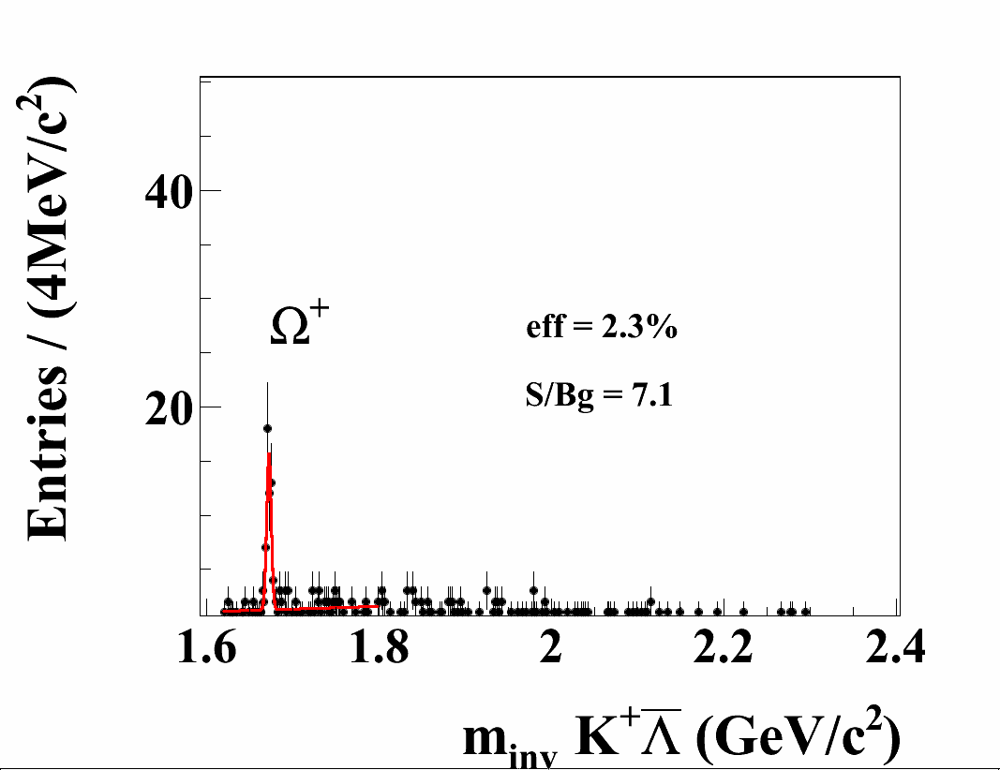 Entries / (4MeV/c²)
40
20
Ω⁺
eff = 2.3%
S/Bg = 7.1
1.6 1.8 2 2.2 2.4
m_inv K⁺Λ̅ (GeV/c²)